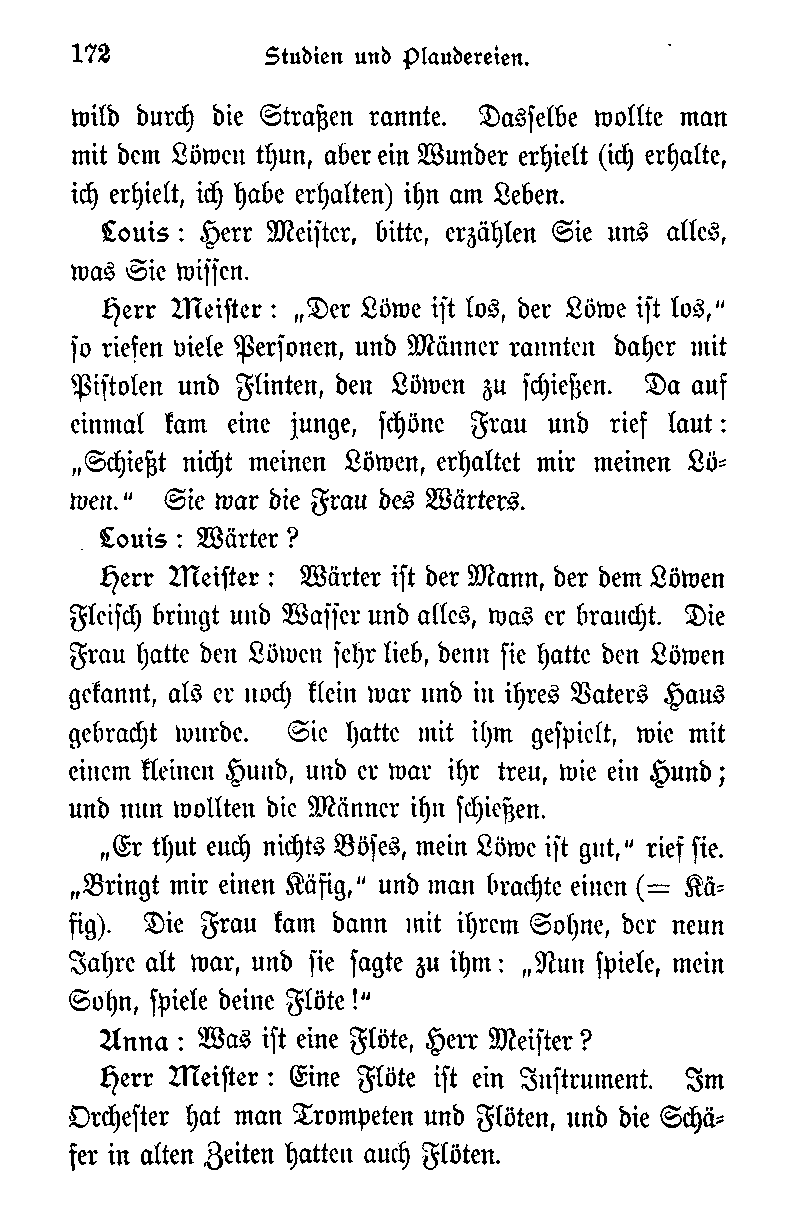 172 Studien und Plaudereien.
wild durch die Straßen rannte. Dasselbe wollte man
mit dem Löwen thun, aber ein Wunder erhielt (ich erhalte,
ich erhielt, ich habe erhalten) ihn am Leben.
Louis: Herr Meister, bitte, erzählen Sie uns alles,
was Sie wissen.
Herr Meister: „Der Löwe ist los, der Löwe ist los,“
so riefen viele Personen, und Männer rannten daher mit
Pistolen und Flinten, den Löwen zu schießen. Da auf
einmal kam eine junge, schöne Frau und rief laut:
„Schießt nicht meinen Löwen, erhaltet mir meinen Lö-
wen.“ Sie war die Frau des Wärters.
Louis: Wärter?
Herr Meister: Wärter ist der Mann, der dem Löwen
Fleisch bringt und Wasser und alles, was er braucht. Die
Frau hatte den Löwen sehr lieb, denn sie hatte den Löwen
gekannt, als er noch klein war und in ihres Vaters Haus
gebracht wurde. Sie hatte mit ihm gespielt, wie mit
einem kleinen Hund, und er war ihr treu, wie ein Hund;
und nun wollten die Männer ihn schießen.
„Er thut euch nichts Böses, mein Löwe ist gut,“ rief sie.
„Bringt mir einen Käfig,“ und man brachte einen (= Kä-
fig). Die Frau kam dann mit ihrem Sohne, der neun
Jahre alt war, und sie sagte zu ihm: „Nun spiele, mein
Sohn, spiele deine Flöte!“
Anna: Was ist eine Flöte, Herr Meister?
Herr Meister: Eine Flöte ist ein Instrument. Im
Orchester hat man Trompeten und Flöten, und die Schä-
fer in alten Zeiten hatten auch Flöten.